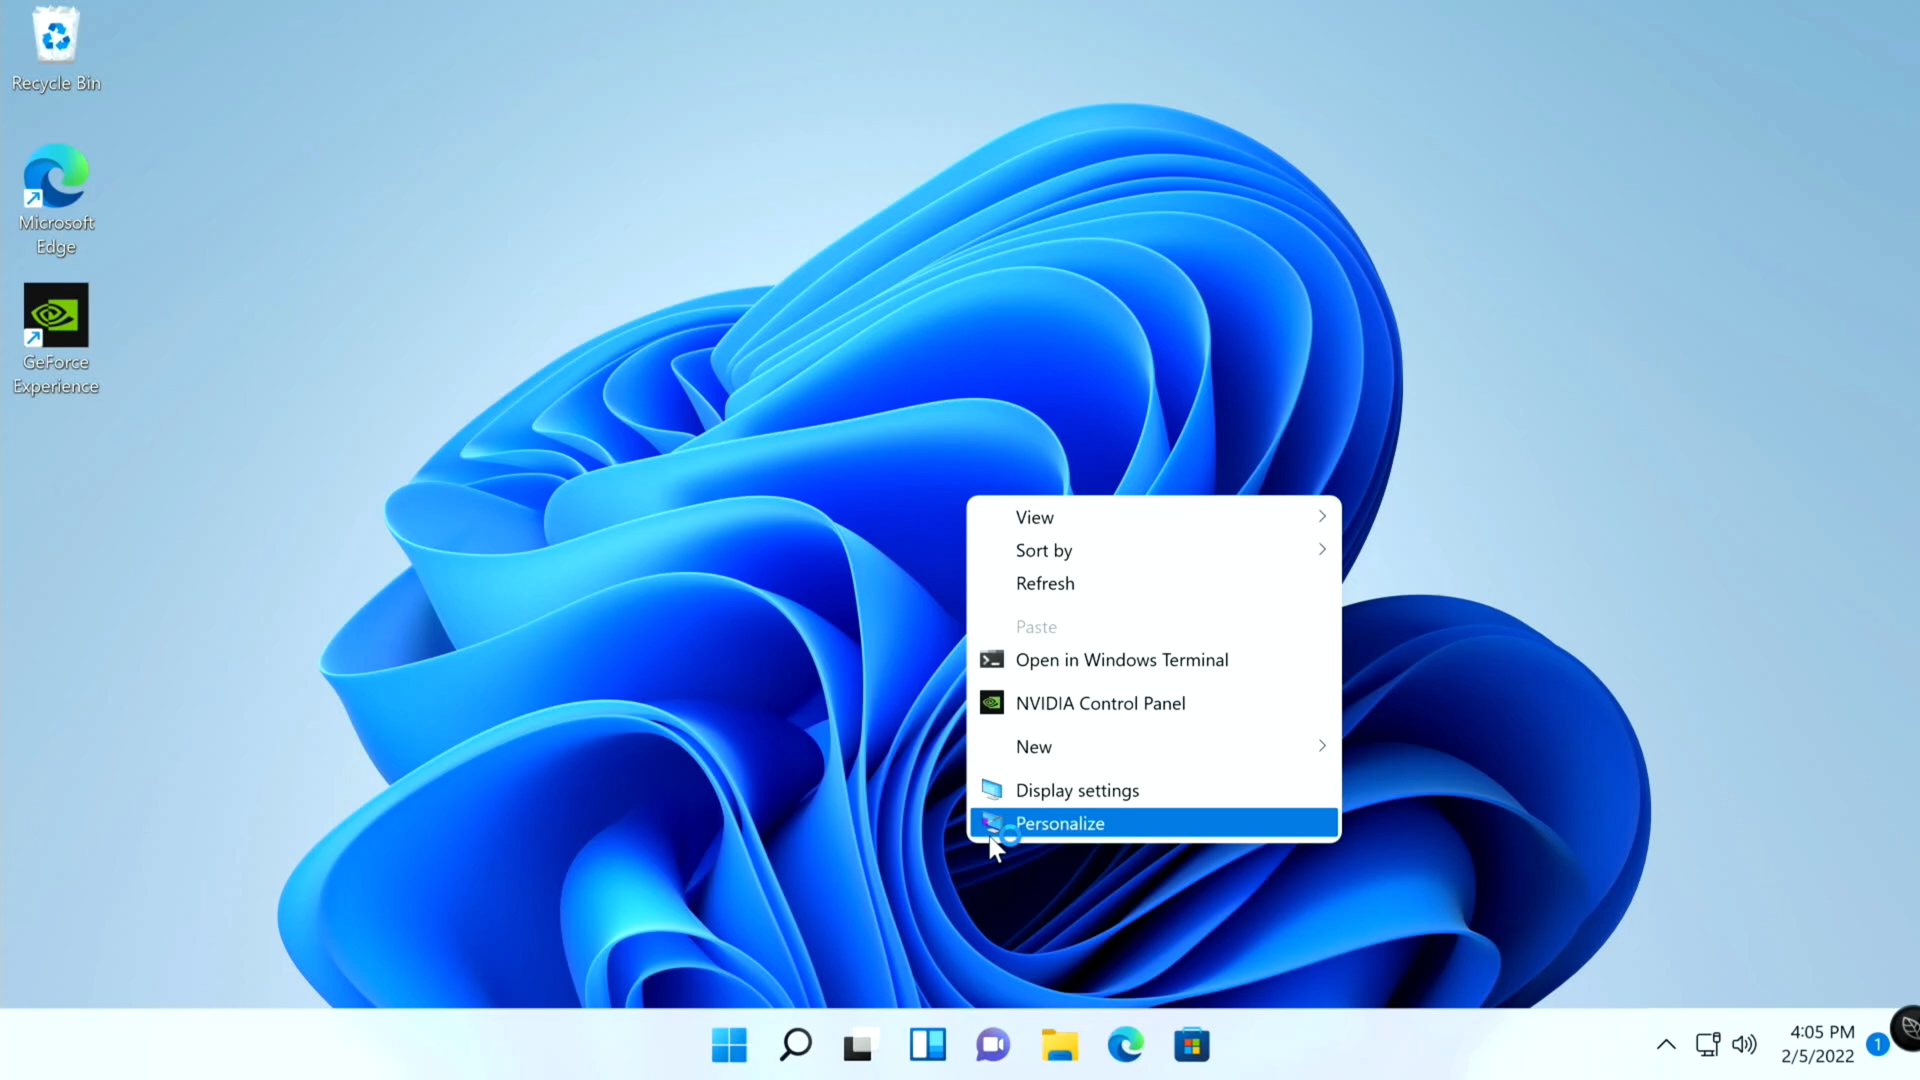 Recycle Bin
Microsoft
Edge
GeForce
Experience
View
Sort by
Refresh
Paste
Open in Windows Terminal
NVIDIA Control Panel
New
Display settings
Personalize
4:05 PM
2/5/2022
1